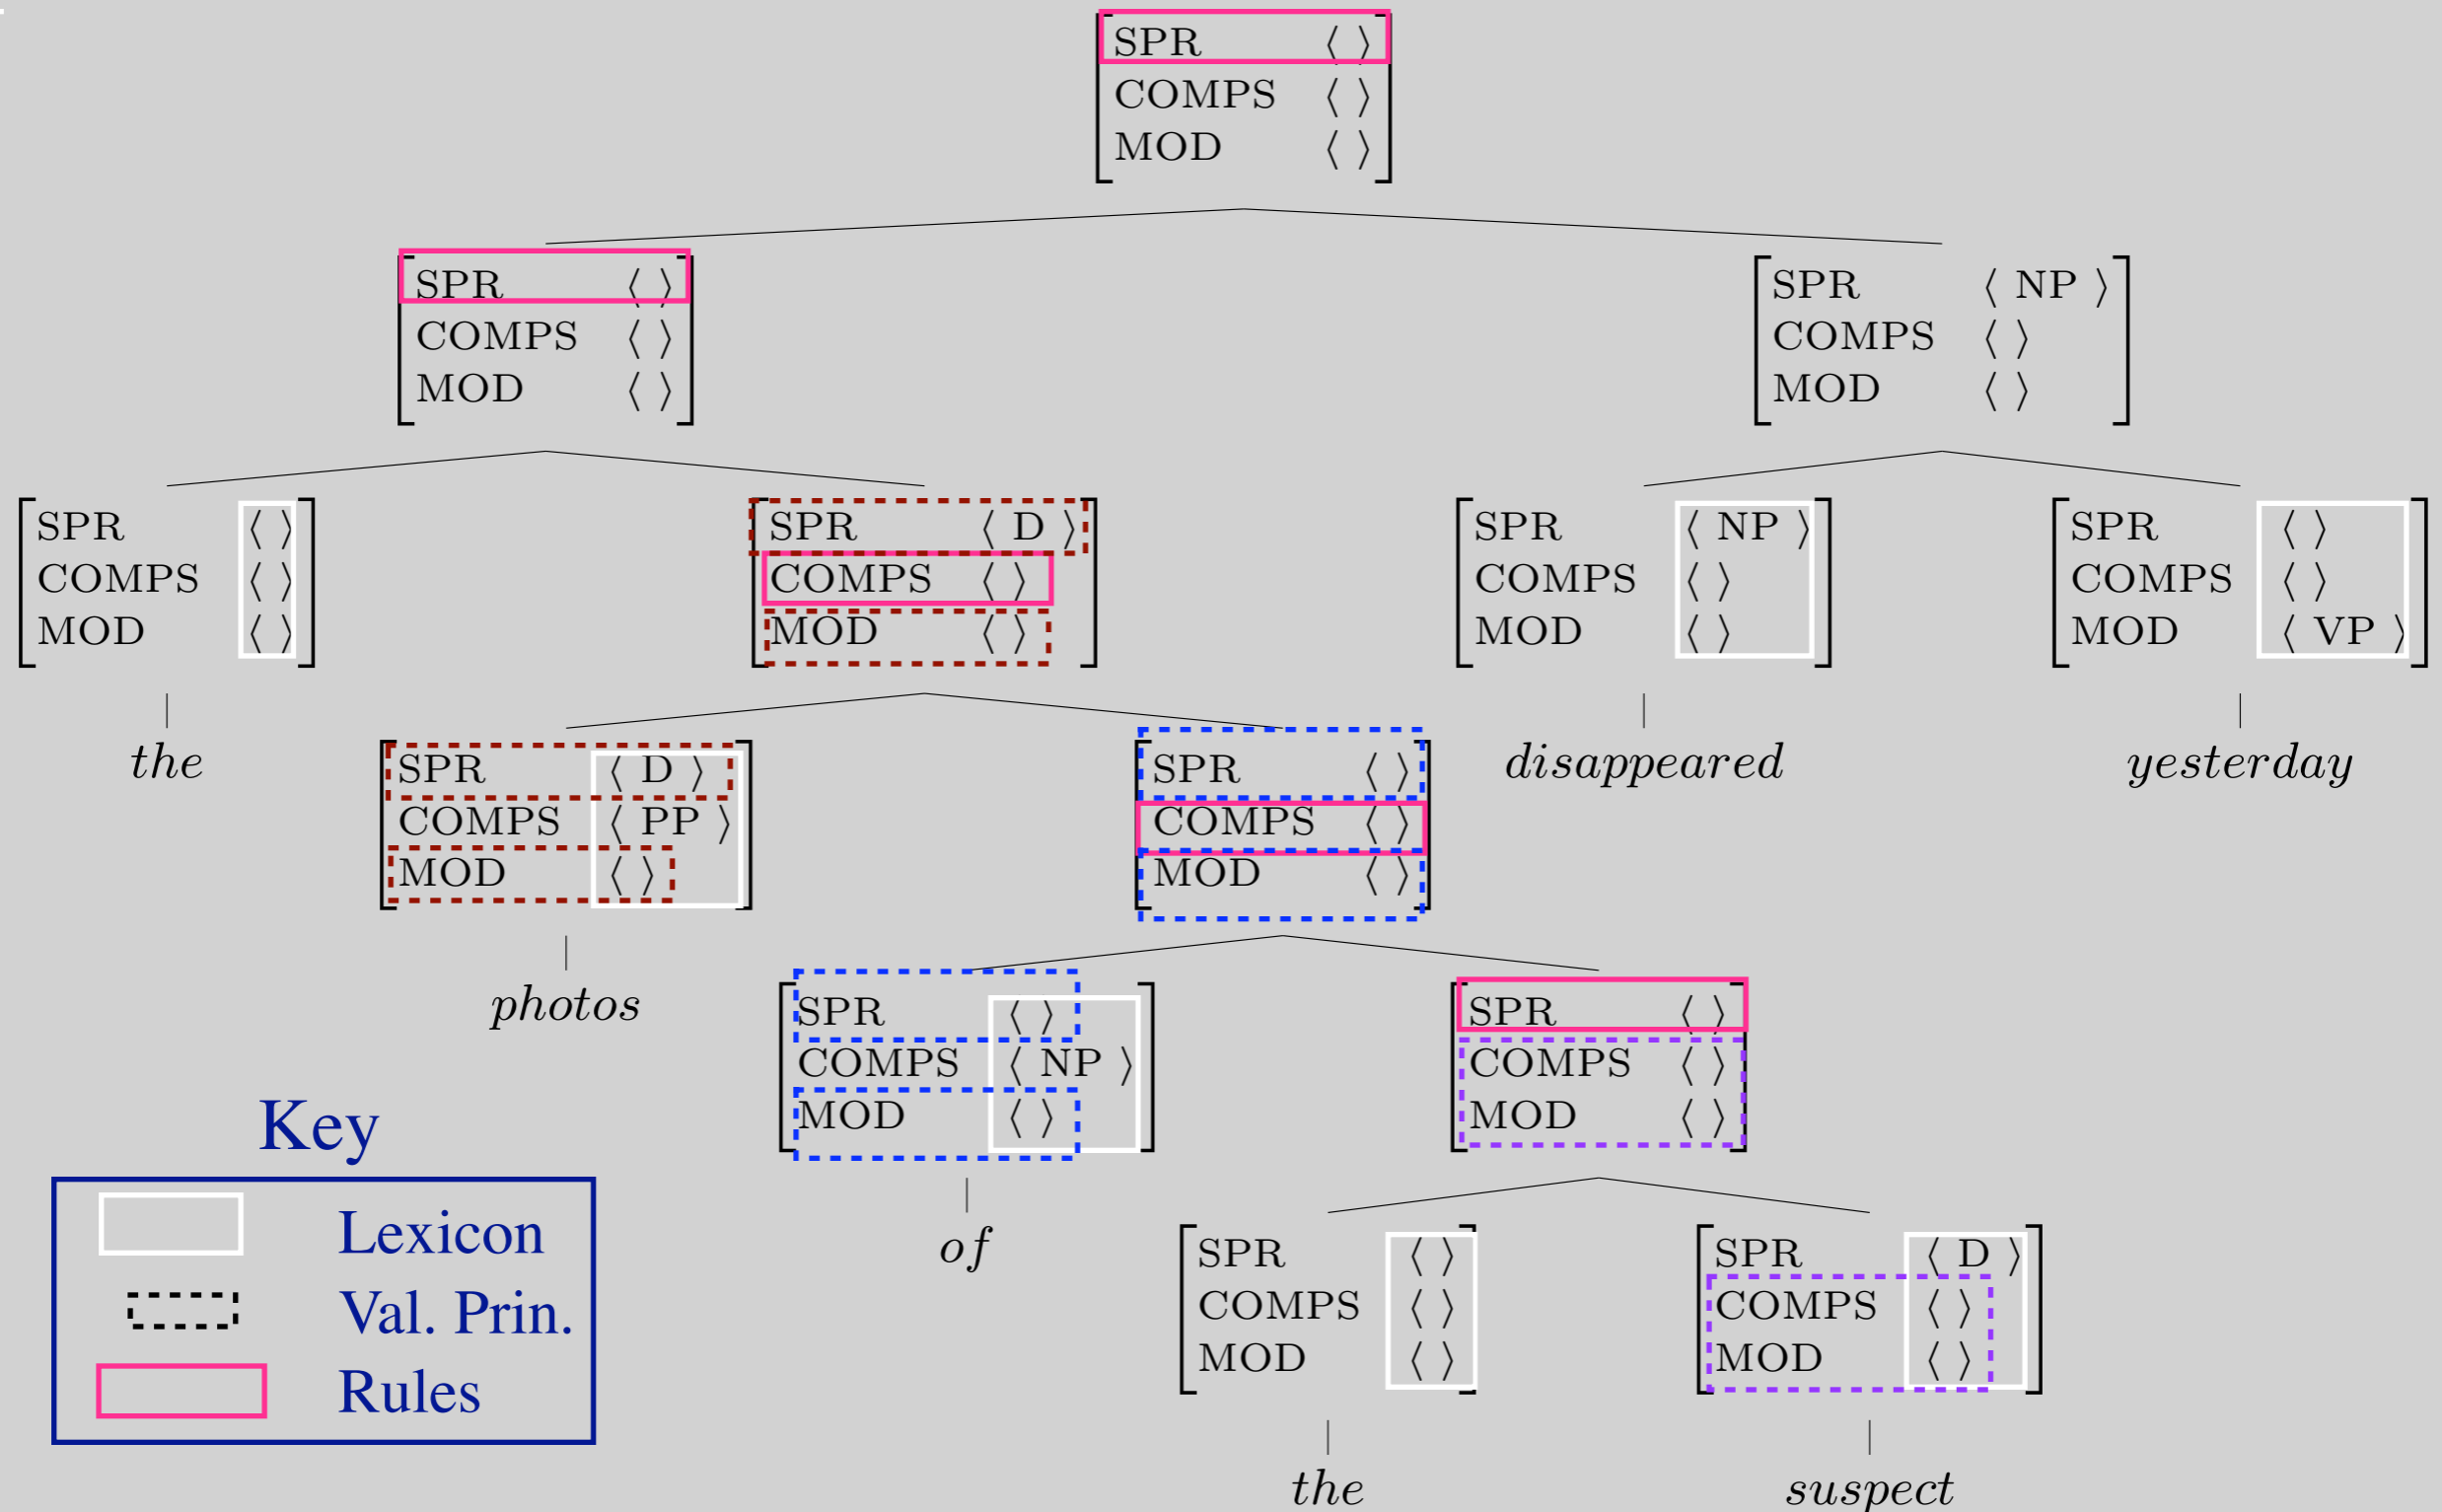 SPR ⟨ ⟩
COMPS ⟨ ⟩
MOD ⟨ ⟩
SPR ⟨ ⟩
COMPS ⟨ ⟩
MOD ⟨ ⟩
SPR ⟨ NP ⟩
COMPS ⟨ ⟩
MOD ⟨ ⟩
SPR ⟨ ⟩
COMPS ⟨ ⟩
MOD ⟨ ⟩
the
SPR ⟨ D ⟩
COMPS ⟨ ⟩
MOD ⟨ ⟩
SPR ⟨ NP ⟩
COMPS ⟨ ⟩
MOD ⟨ ⟩
disappeared
SPR ⟨ ⟩
COMPS ⟨ ⟩
MOD ⟨ VP ⟩
yesterday
SPR ⟨ D ⟩
COMPS ⟨ PP ⟩
MOD ⟨ ⟩
photos
SPR ⟨ ⟩
COMPS ⟨ ⟩
MOD ⟨ ⟩
SPR ⟨ ⟩
COMPS ⟨ NP ⟩
MOD ⟨ ⟩
of
SPR ⟨ ⟩
COMPS ⟨ ⟩
MOD ⟨ ⟩
SPR ⟨ ⟩
COMPS ⟨ ⟩
MOD ⟨ ⟩
the
SPR ⟨ D ⟩
COMPS ⟨ ⟩
MOD ⟨ ⟩
suspect
Key
Lexicon
Val. Prin.
Rules